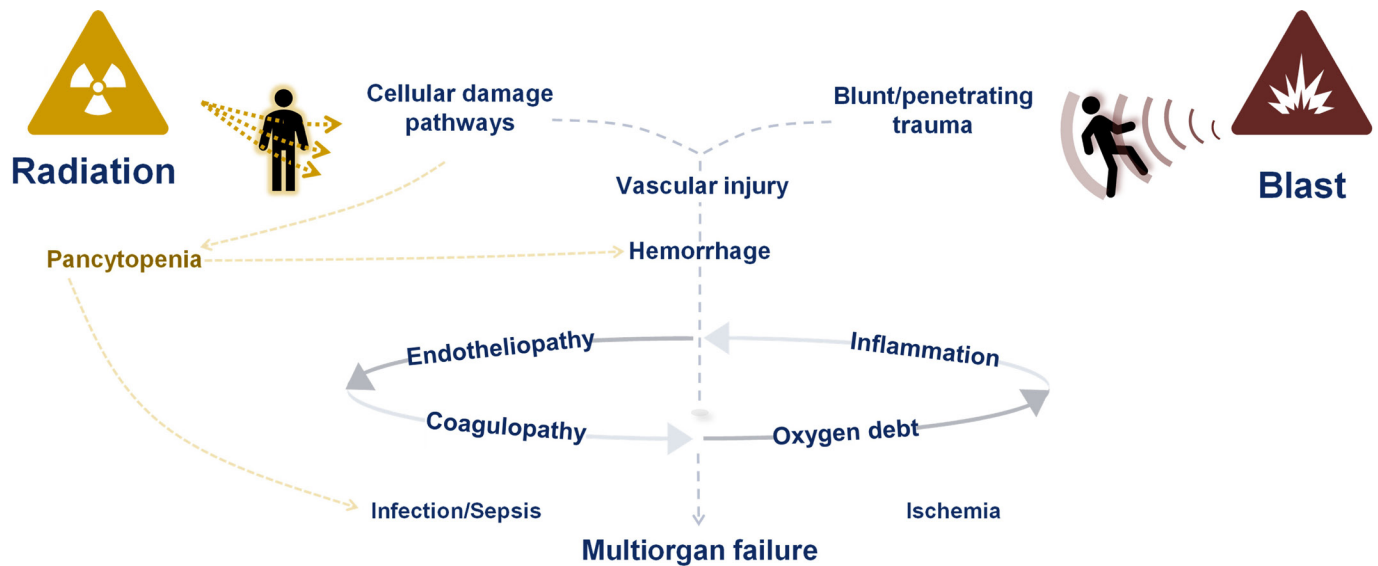 Radiation
Cellular damage
pathways
Blunt/penetrating
trauma
Blast
Vascular injury
Pancytopenia
Hemorrhage
Endotheliopathy
Inflammation
Coagulopathy
Oxygen debt
Infection/Sepsis
Ischemia
Multiorgan failure